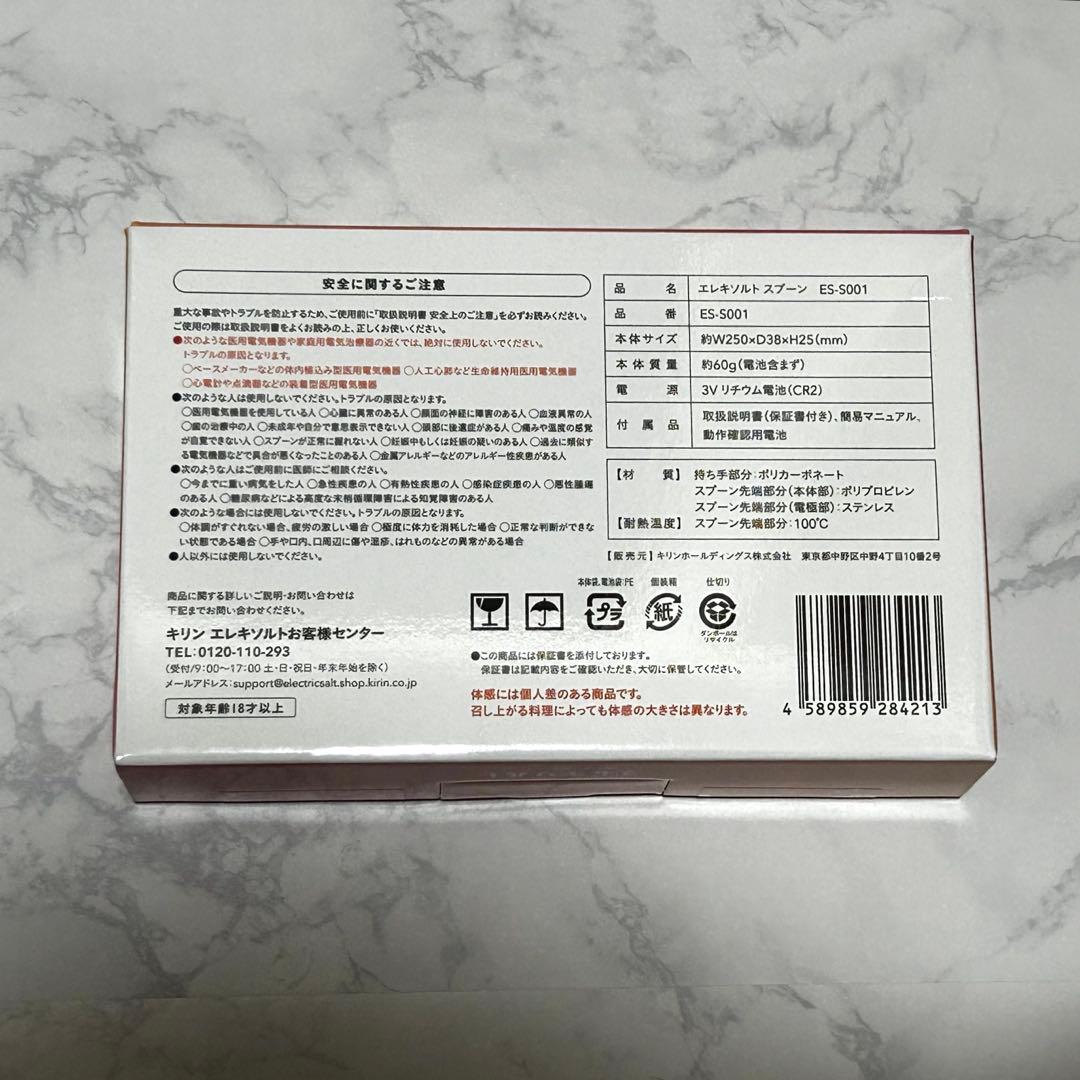 安全に関するご注意
重大な事故やトラブルを防止するため、ご使用前に「取扱説明書 安全上のご注意」を必ずお読みください。
ご使用の際は取扱説明書をよくお読みの上、正しくお使いください。
●次のような医用電気機器や家庭用電気治療器の近くでは、絶対に使用しないでください。
トラブルの原因となります。
○ペースメーカーなどの体内植込み型医用電気機器 ○人工心肺など生命維持用医用電気機器
○心電計や点滴器などの装着型医用電気機器
●次のような人は使用しないでください。トラブルの原因となります。
○医用電気機器を使用している人 ○心臓に異常のある人 ○顔面の神経に障害のある人 ○血液異常の人
○歯の治療中の人 ○未成年や自分で意思表示できない人 ○頭部に後遺症がある人 ○痛みや温度の感覚
が自覚できない人 ○スプーンが正常に握れない人 ○妊娠中もしくは妊娠の疑いのある人 ○過去に類似す
る電気機器などで具合が悪くなったことのある人 ○金属アレルギーなどのアレルギー性疾患がある人
●次のような人はご使用前に医師にご相談ください。
○今までに重い病気をした人 ○急性疾患の人 ○有熱性疾患の人 ○感染症疾患の人 ○悪性腫瘍
のある人 ○糖尿病などによる高度な末梢循環障害による知覚障害のある人
●次のような場合には使用しないでください。トラブルの原因となります。
○体調がすぐれない場合、疲労の激しい場合 ○極度に体力を消耗した場合 ○正常な判断ができな
い状態である場合 ○手や口内、口周辺に傷や湿疹、はれものなどの異常がある場合
●人以外には使用しないでください。
商品に関する詳しいご説明・お問い合わせは
下記までお問い合わせください。
キリン エレキソルトお客様センター
TEL:0120-110-293
(受付/9:00〜17:00 土・日・祝日・年末年始を除く)
メールアドレス:support@electricsalt.shop.kirin.co.jp
対象年齢18才以上
品名 エレキソルト スプーン ES-S001
品番 ES-S001
本体サイズ 約W250×D38×H25(mm)
本体質量 約60g(電池含まず)
電源 3V リチウム電池(CR2)
付属品 取扱説明書(保証書付き)、簡易マニュアル、
動作確認用電池
【材質】 持ち手部分:ポリカーボネート
スプーン先端部分(本体部):ポリプロピレン
スプーン先端部分(電極部):ステンレス
【耐熱温度】 スプーン先端部分:100℃
【販売元】キリンホールディングス株式会社 東京都中野区中野4丁目10番2号
本体袋、電池袋:PE 個装箱 仕切り
プラ 紙
ダンボールは
リサイクル
●この商品には保証書を添付しております。
保証書は記載内容をご確認いただき、大切に保管してください。
体感には個人差のある商品です。
召し上がる料理によっても体感の大きさは異なります。
4 589859 284213